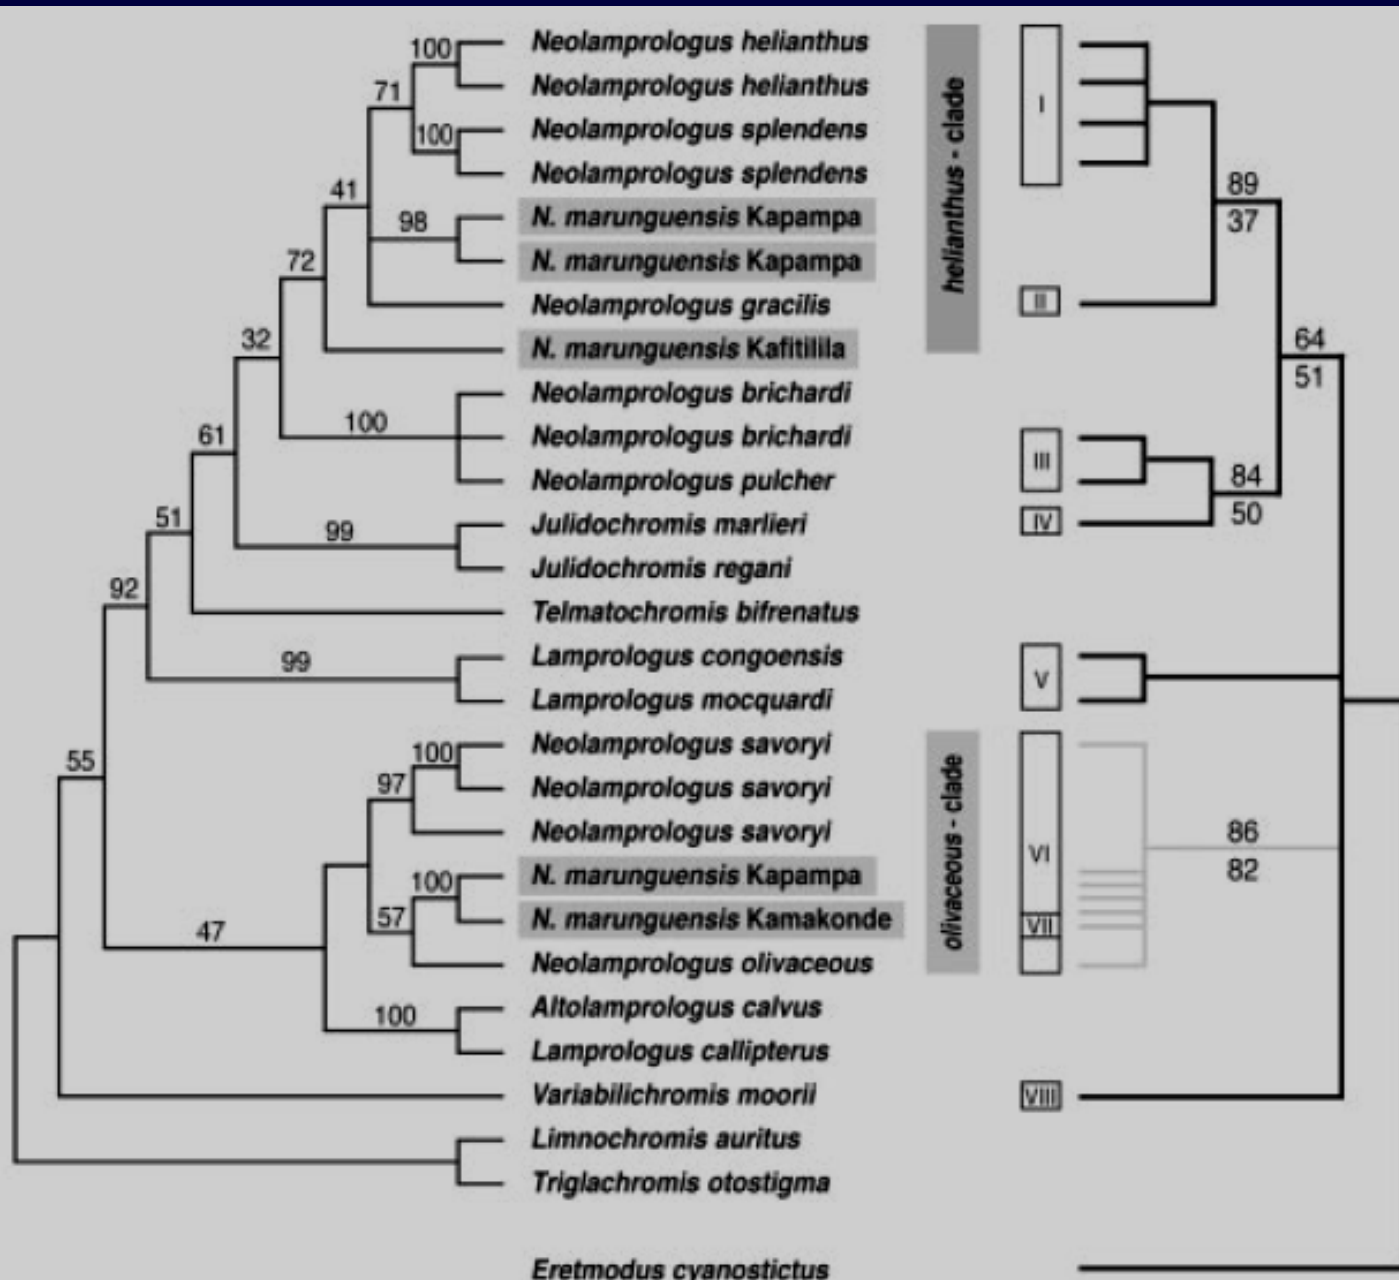 100 Neolamprologus helianthus
Neolamprologus helianthus
71
100 Neolamprologus splendens
Neolamprologus splendens
41
98 N. marunguensis Kapampa
N. marunguensis Kapampa
72
Neolamprologus gracilis
N. marunguensis Kafitilila
32
Neolamprologus brichardi
100 Neolamprologus brichardi
61
Neolamprologus pulcher
Julidochromis marlieri
51
99
Julidochromis regani
92
Telmatochromis bifrenatus
Lamprologus congoensis
99
Lamprologus mocquardi
55
100 Neolamprologus savoryi
97 Neolamprologus savoryi
Neolamprologus savoryi
100 N. marunguensis Kapampa
57 N. marunguensis Kamakonde
47
Neolamprologus olivaceous
Altolamprologus calvus
100
Lamprologus callipterus
Variabilichromis moorii
Limnochromis auritus
Triglachromis otostigma
Eretmodus cyanostictus
helianthus - clade
olivaceous - clade
I
II
III
IV
V
VI
VII
VIII
89
37
64
51
84
50
86
82